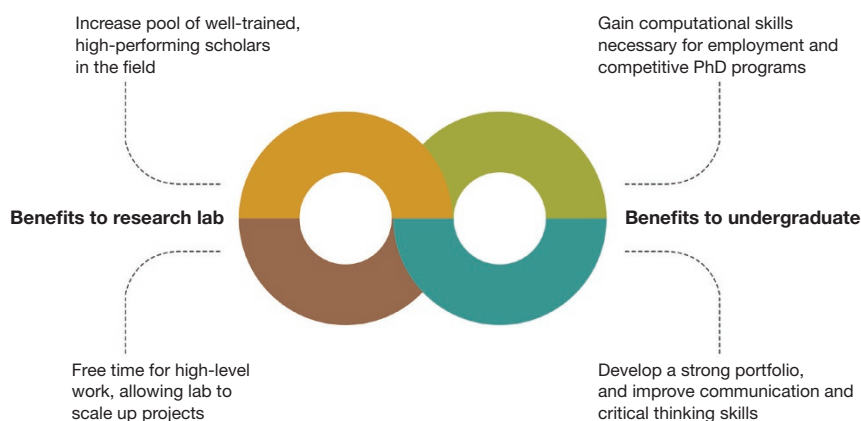 Increase pool of well-trained,
high-performing scholars
in the field
Gain computational skills
necessary for employment and
competitive PhD programs
Benefits to research lab
Benefits to undergraduate
Free time for high-level
work, allowing lab to
scale up projects
Develop a strong portfolio,
and improve communication and
critical thinking skills